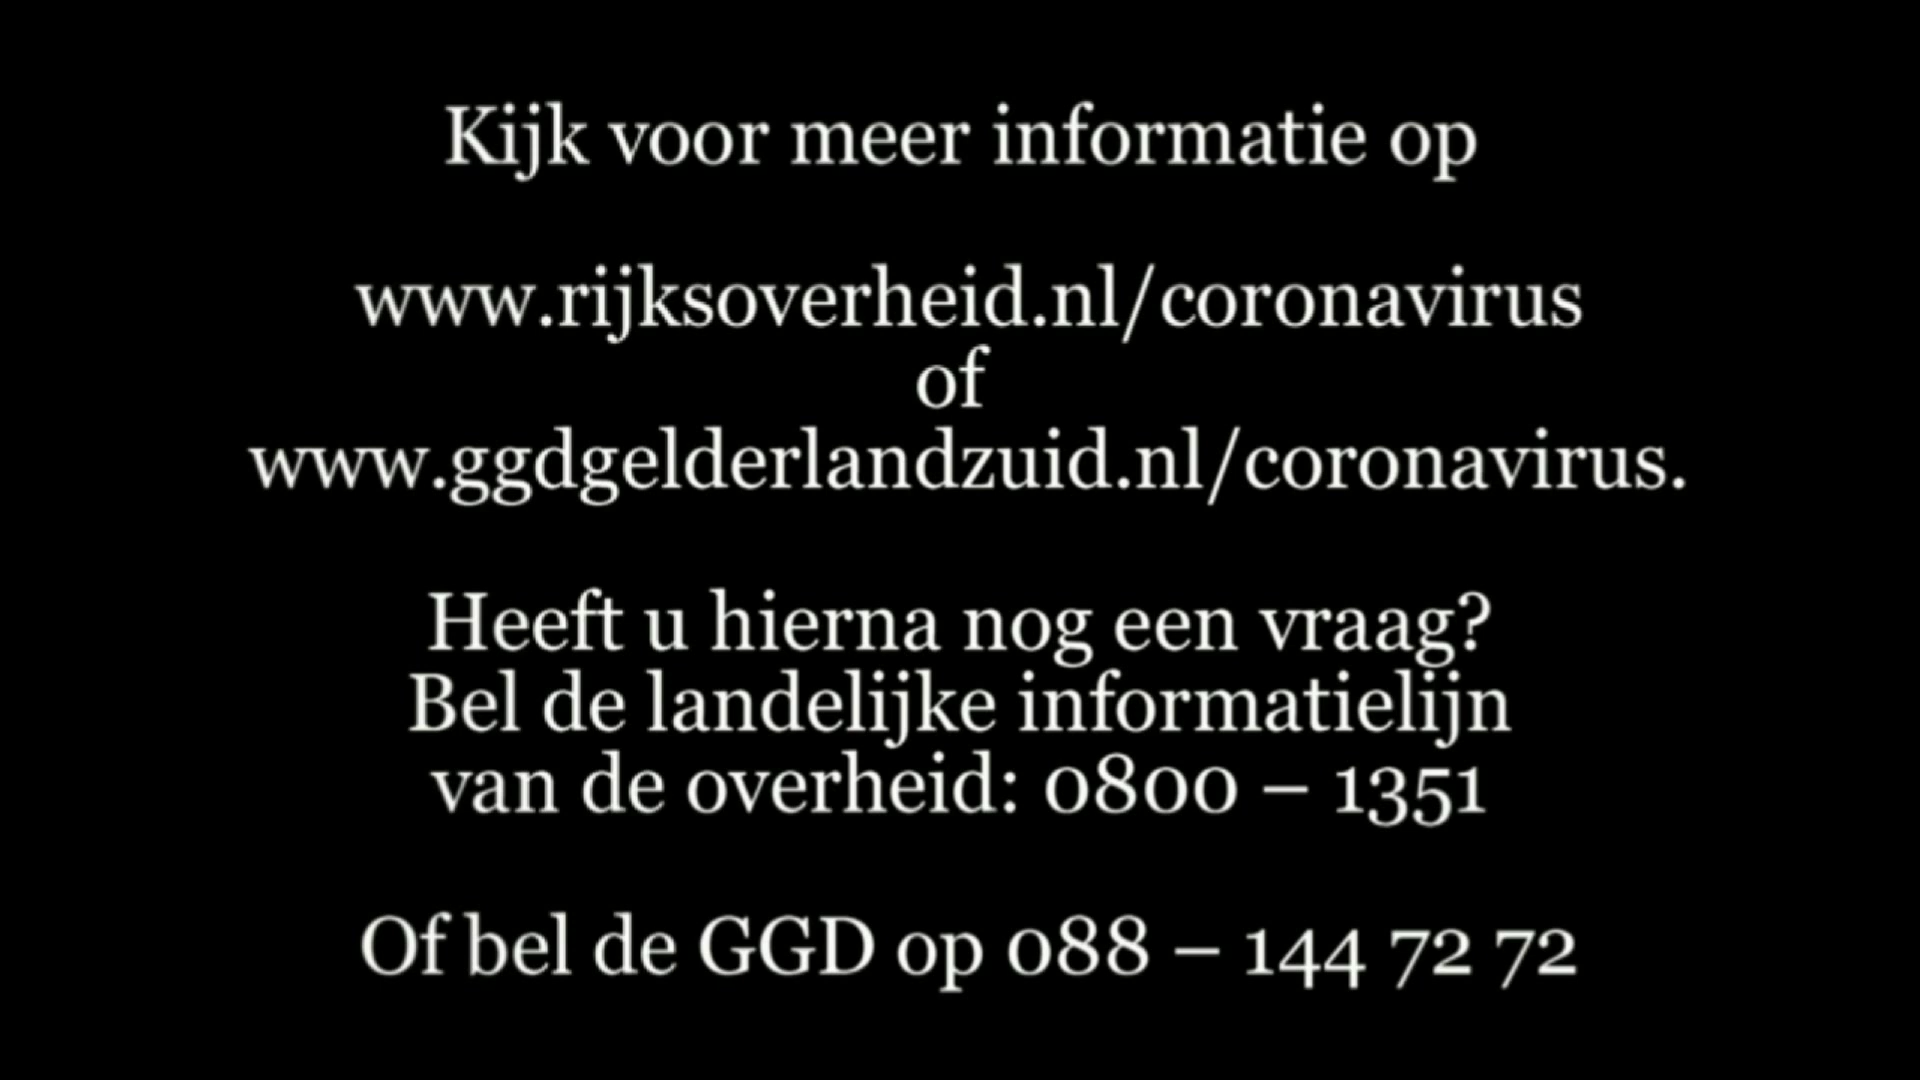 Kijk voor meer informatie op
www.rijksoverheid.nl/coronavirus
of
www.ggdgelderlandzuid.nl/coronavirus.
Heeft u hierna nog een vraag?
Bel de landelijke informatielijn
van de overheid: 0800 – 1351
Of bel de GGD op 088 – 144 72 72